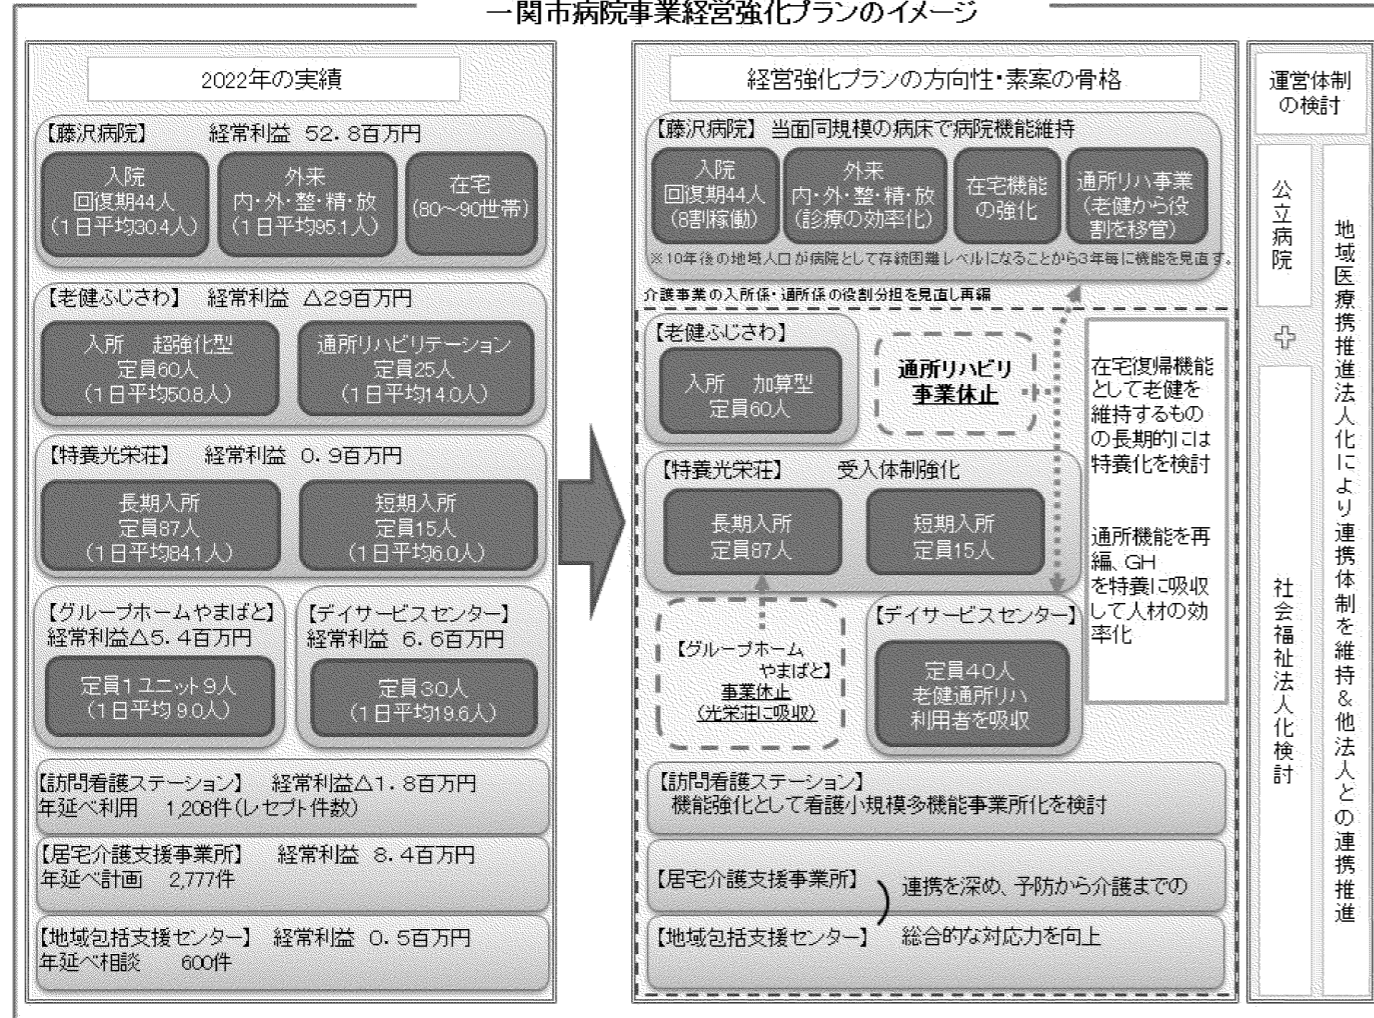 一関市病院事業経営強化プランのイメージ
2022年の実績
【藤沢病院】 経常利益 52.8百万円
入院
回復期44人
(1日平均30.4人)
外来
内・外・整・精・放
(1日平均95.1人)
在宅
(80～90世帯)
【老健ふじさわ】 経常利益 △29百万円
入所 超強化型
定員60人
(1日平均50.8人)
通所リハビリテーション
定員25人
(1日平均14.0人)
【特養光栄荘】 経常利益 0.9百万円
長期入所
定員87人
(1日平均84.1人)
短期入所
定員15人
(1日平均6.0人)
【グループホームやまばと】
経常利益△5.4百万円
定員1ユニット9人
(1日平均9.0人)
【デイサービスセンター】
経常利益 6.6百万円
定員30人
(1日平均19.6人)
【訪問看護ステーション】 経常利益△1.8百万円
年延べ利用 1,208件(レセプト件数)
【居宅介護支援事業所】 経常利益 8.4百万円
年延べ計画 2,777件
【地域包括支援センター】 経常利益 0.5百万円
年延べ相談 600件
経営強化プランの方向性・素案の骨格
【藤沢病院】 当面同規模の病床で病院機能維持
入院
回復期44人
(8割稼働)
外来
内・外・整・精・放
(診療の効率化)
在宅機能
の強化
通所リハ事業
(老健から役
割を移管)
※10年後の地域人口が病院として存続困難レベルになることから3年毎に機能を見直す。
介護事業の入所係・通所係の役割分担を見直し再編
【老健ふじさわ】
入所 加算型
定員60人
通所リハビリ
事業休止
在宅復帰機能
として老健を
維持するもの
の長期的には
特養化を検討
通所機能を再
編、GH
を特養に吸収
して人材の効
率化
【特養光栄荘】 受入体制強化
長期入所
定員87人
短期入所
定員15人
【グループホーム
やまばと】
事業休止
(光栄荘に吸収)
【デイサービスセンター】
定員40人
老健通所リハ
利用者を吸収
【訪問看護ステーション】
機能強化として看護小規模多機能事業所化を検討
【居宅介護支援事業所】
【地域包括支援センター】
連携を深め、予防から介護までの
総合的な対応力を向上
運営体制
の検討
公立病院
社会福祉法人化検討
地域医療携推進法人化により連携体制を維持&他法人との連携推進